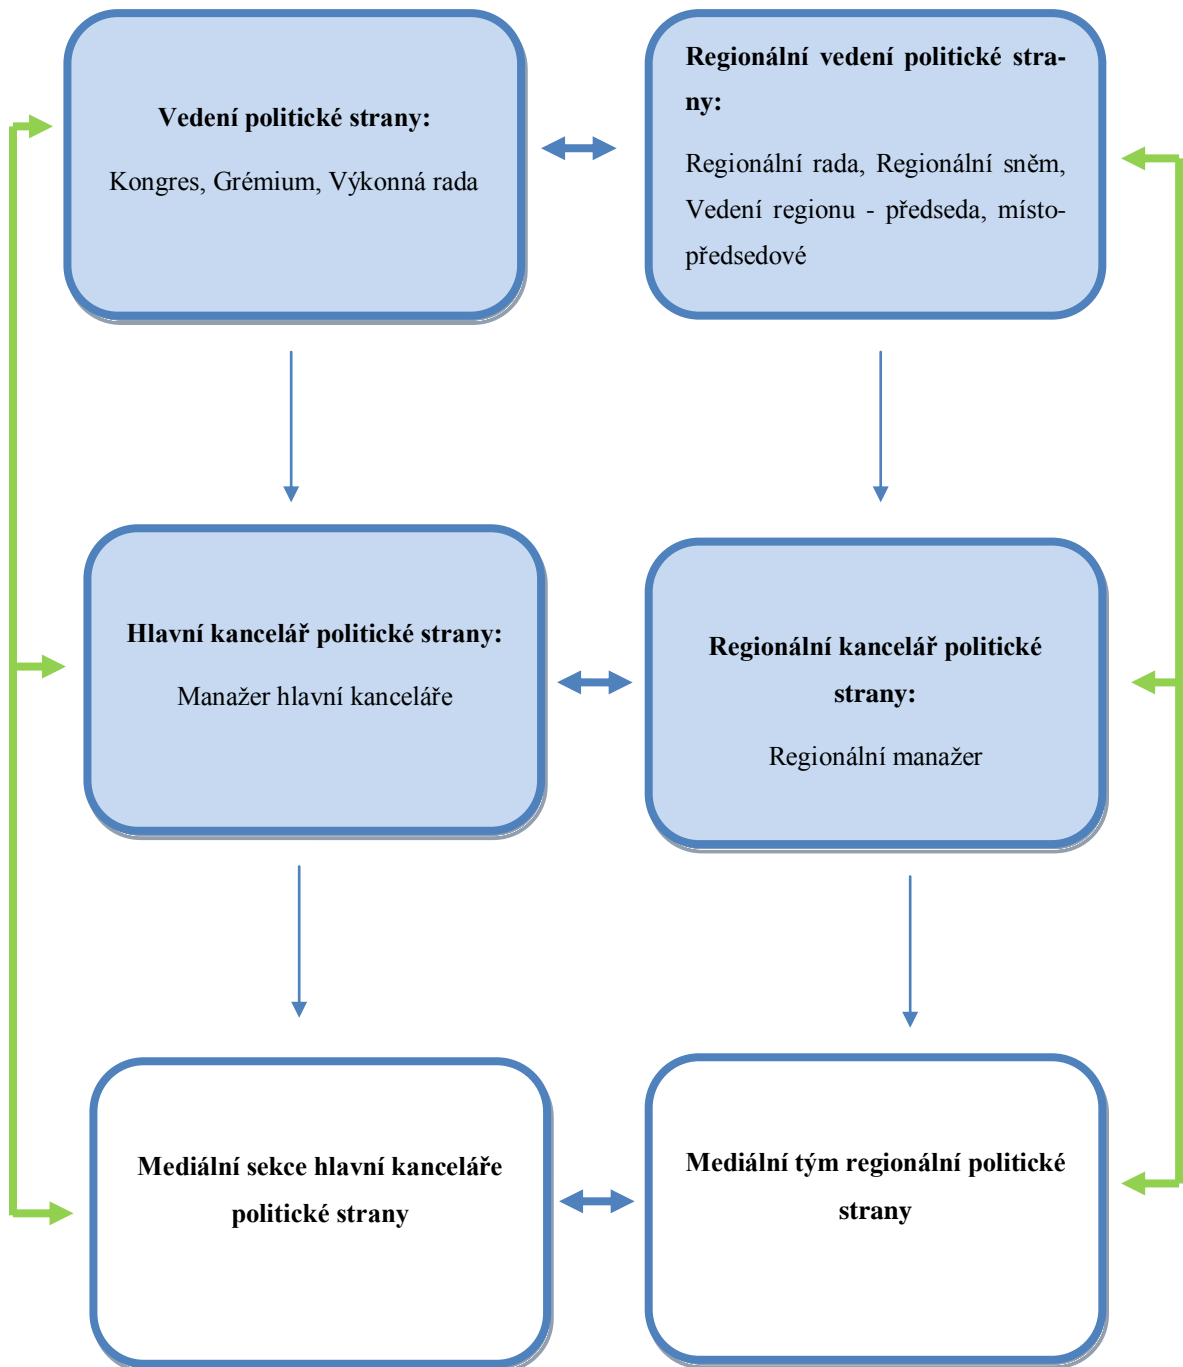 Vedení politické strany:
Kongres, Grémium, Výkonná rada
Regionální vedení politické stra-
ny:
Regionální rada, Regionální sněm,
Vedení regionu - předseda, místo-
předsedové
Hlavní kancelář politické strany:
Manažer hlavní kanceláře
Regionální kancelář politické
strany:
Regionální manažer
Mediální sekce hlavní kanceláře
politické strany
Mediální tým regionální politické
strany